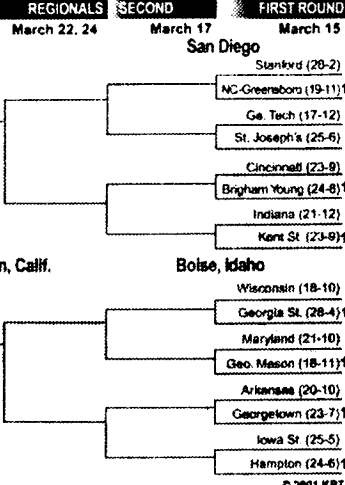 REGIONALS SECOND FIRST ROUND
March 22, 24 March 17 March 15
San Diego
Stanford (28-2)
NC-Greensboro (19-11)
Ga. Tech (17-12)
St. Joseph's (25-6)
Cincinnati (23-9)
Brigham Young (24-8)
Indiana (21-12)
Kent St. (23-9)
n, Calif. Boise, Idaho
Wisconsin (18-10)
Georgia St. (28-4)
Maryland (21-10)
Geo. Mason (18-11)
Arkansas (20-10)
Georgetown (23-7)
Iowa St. (25-5)
Hampton (24-6)
© 2001 KRT